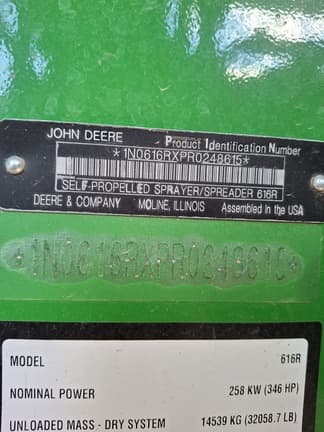 JOHN DEERE Product Identification Number
*1N0616RXPR0248615*
SELF-PROPELLED SPRAYER/SPREADER 616R
DEERE & COMPANY MOLINE, ILLINOIS Assembled in the USA
*1N0616RXPR0248615*
MODEL 616R
NOMINAL POWER 258 KW (346 HP)
UNLOADED MASS - DRY SYSTEM 14539 KG (32058.7 LB)